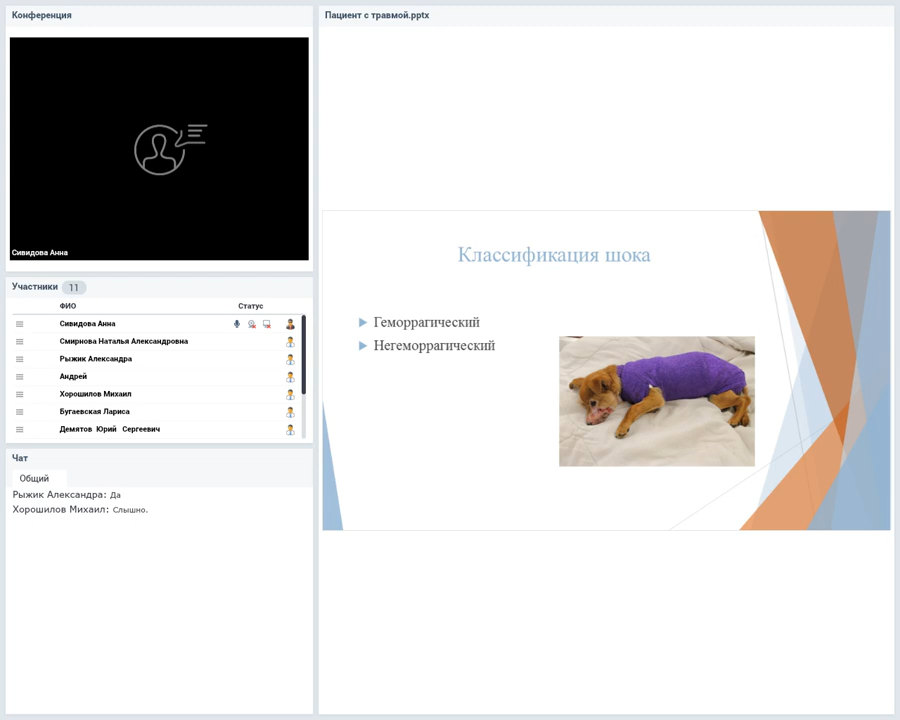 Конференция
Сивидова Анна
Участники 11
ФИО Статус
Сивидова Анна
Смирнова Наталья Александровна
Рыжик Александра
Андрей
Хорошилов Михаил
Бугаевская Лариса
Демятов Юрий Сергеевич
Чат
Общий
Рыжик Александра: Да
Хорошилов Михаил: Слышно.
Пациент с травмой.pptx
Классификация шока
Геморрагический
Негеморрагический